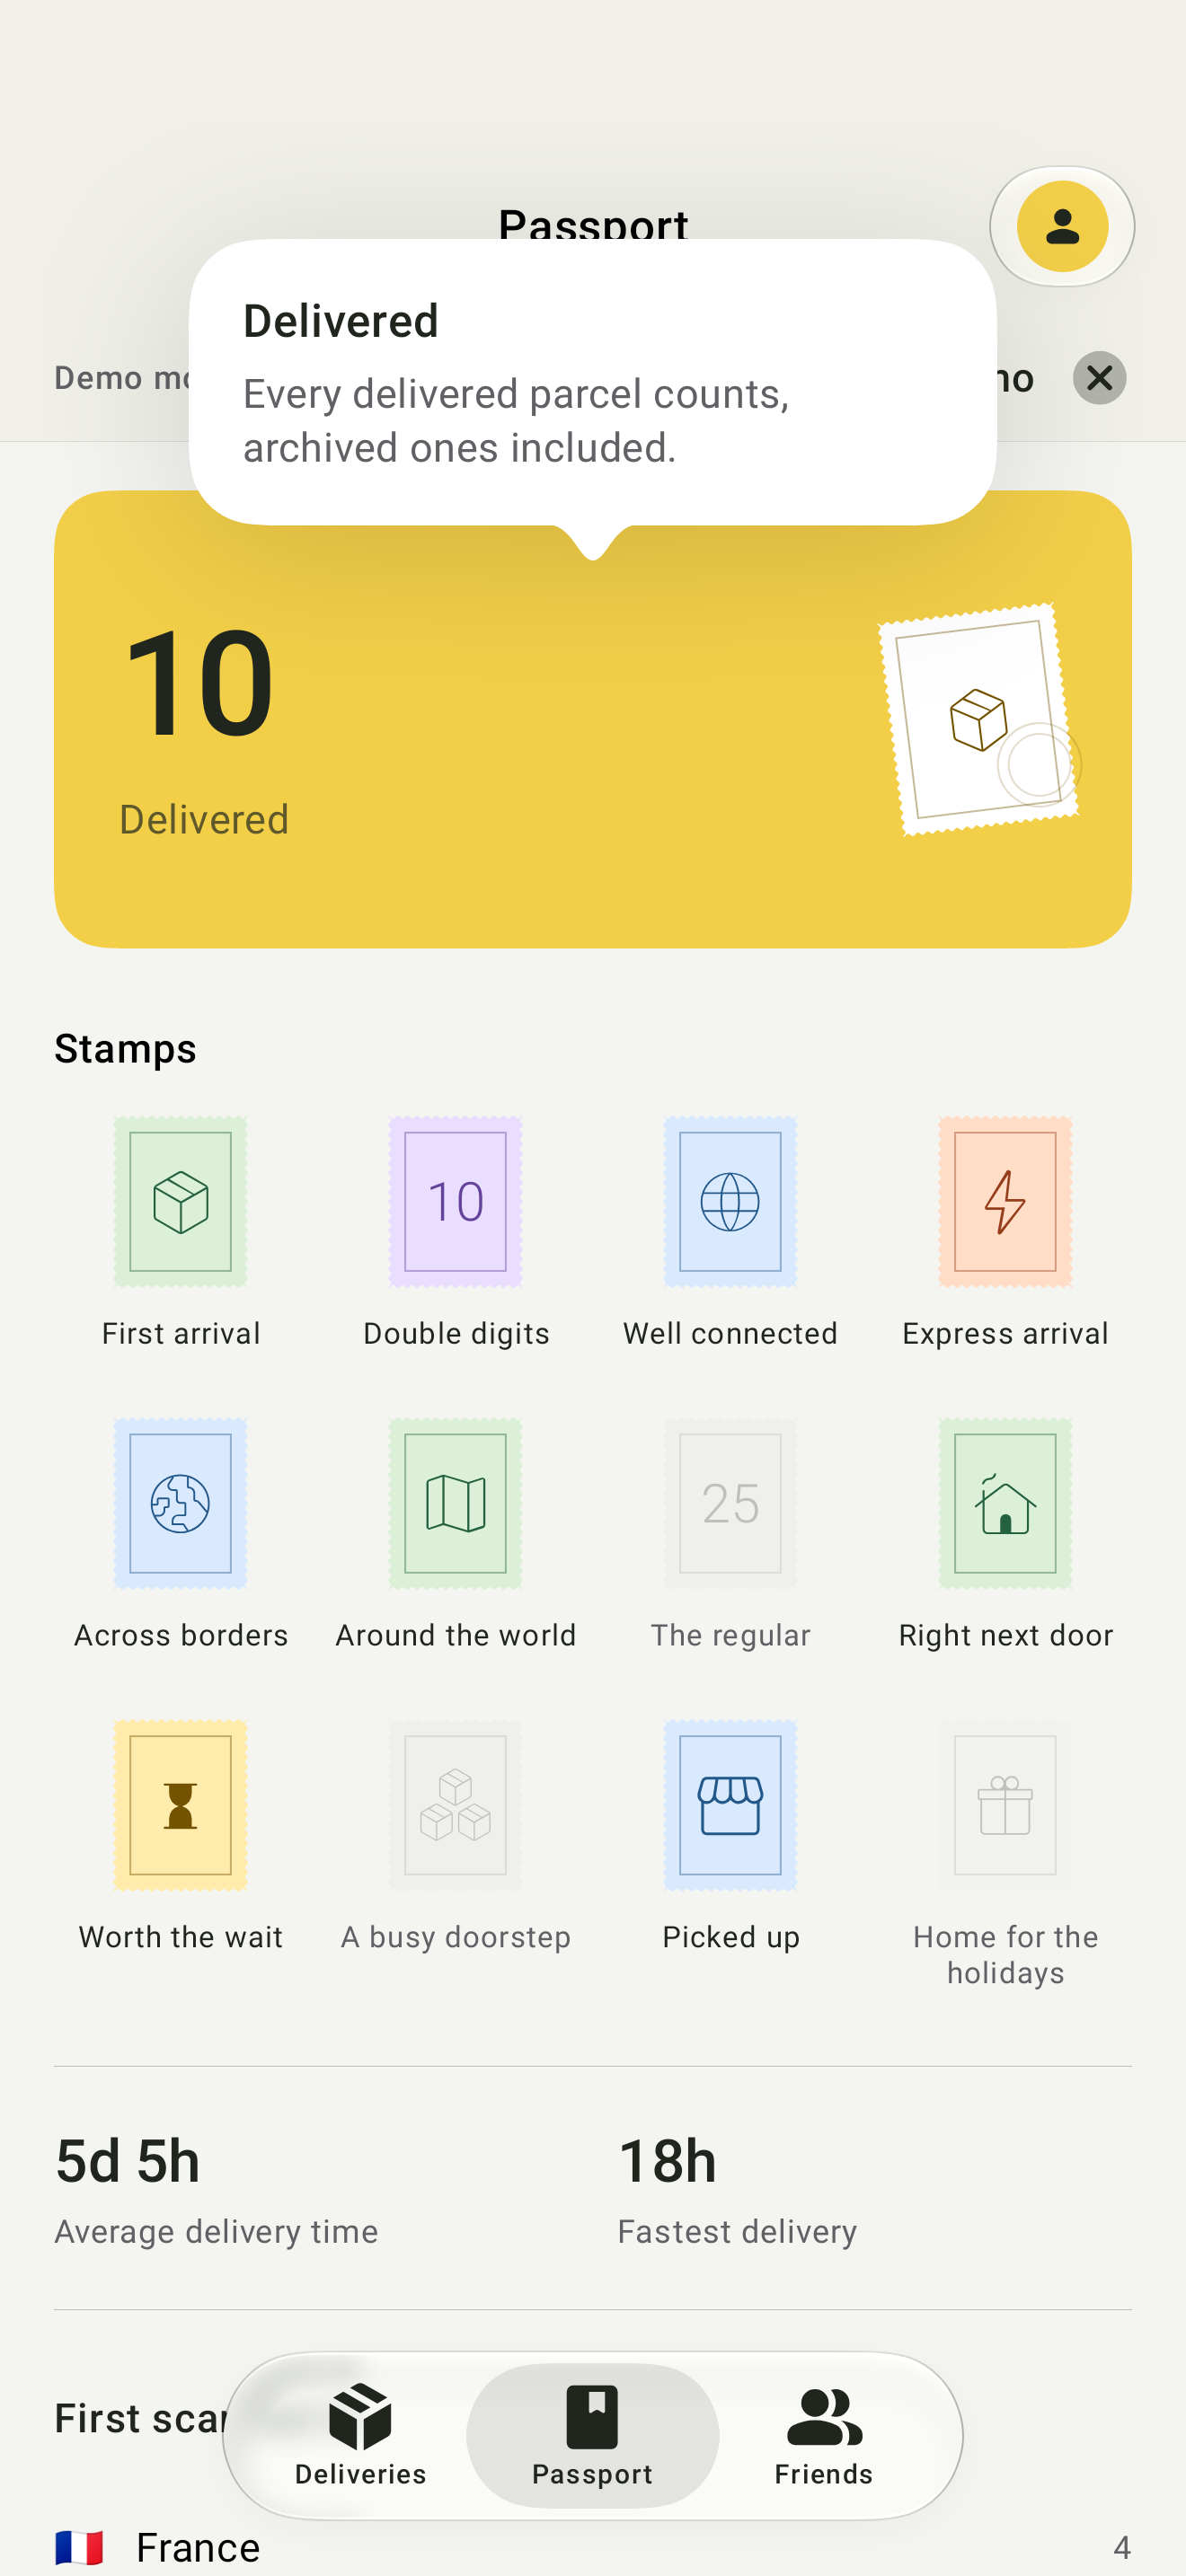 Passport
Delivered
Every delivered parcel counts,
archived ones included.
Demo
10
Delivered
Stamps
10
First arrival
Double digits
Well connected
Express arrival
25
Across borders
Around the world
The regular
Right next door
Worth the wait
A busy doorstep
Picked up
Home for the
holidays
5d 5h
18h
Average delivery time
Fastest delivery
First
Deliveries
Passport
Friends
France
4